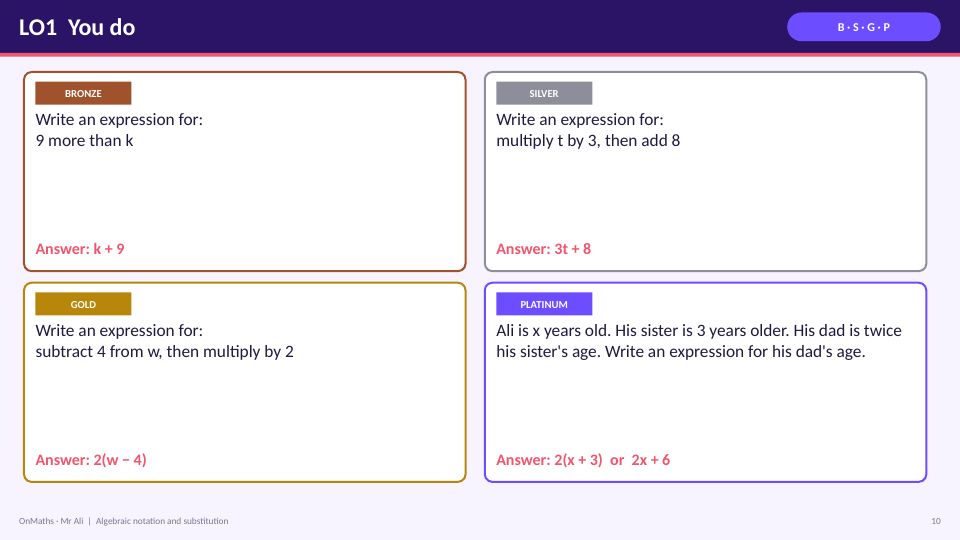 LO1  You do
B · S · G · P
BRONZE
Write an expression for:
9 more than k
Answer: k + 9
SILVER
Write an expression for:
multiply t by 3, then add 8
Answer: 3t + 8
GOLD
Write an expression for:
subtract 4 from w, then multiply by 2
Answer: 2(w − 4)
PLATINUM
Ali is x years old. His sister is 3 years older. His dad is twice
his sister's age. Write an expression for his dad's age.
Answer: 2(x + 3)  or  2x + 6
OnMaths · Mr Ali  |  Algebraic notation and substitution
10